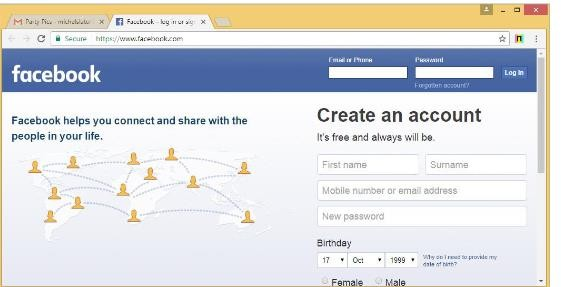 Party Pics - michelslator
Facebook – log in or sign
Secure https://www.facebook.com
facebook
Email or Phone
Password
Log In
Forgotten account?
Facebook helps you connect and share with the
people in your life.
Create an account
It's free and always will be.
First name
Surname
Mobile number or email address
New password
Birthday
17 Oct 1999
Why do I need to provide my
date of birth?
Female Male